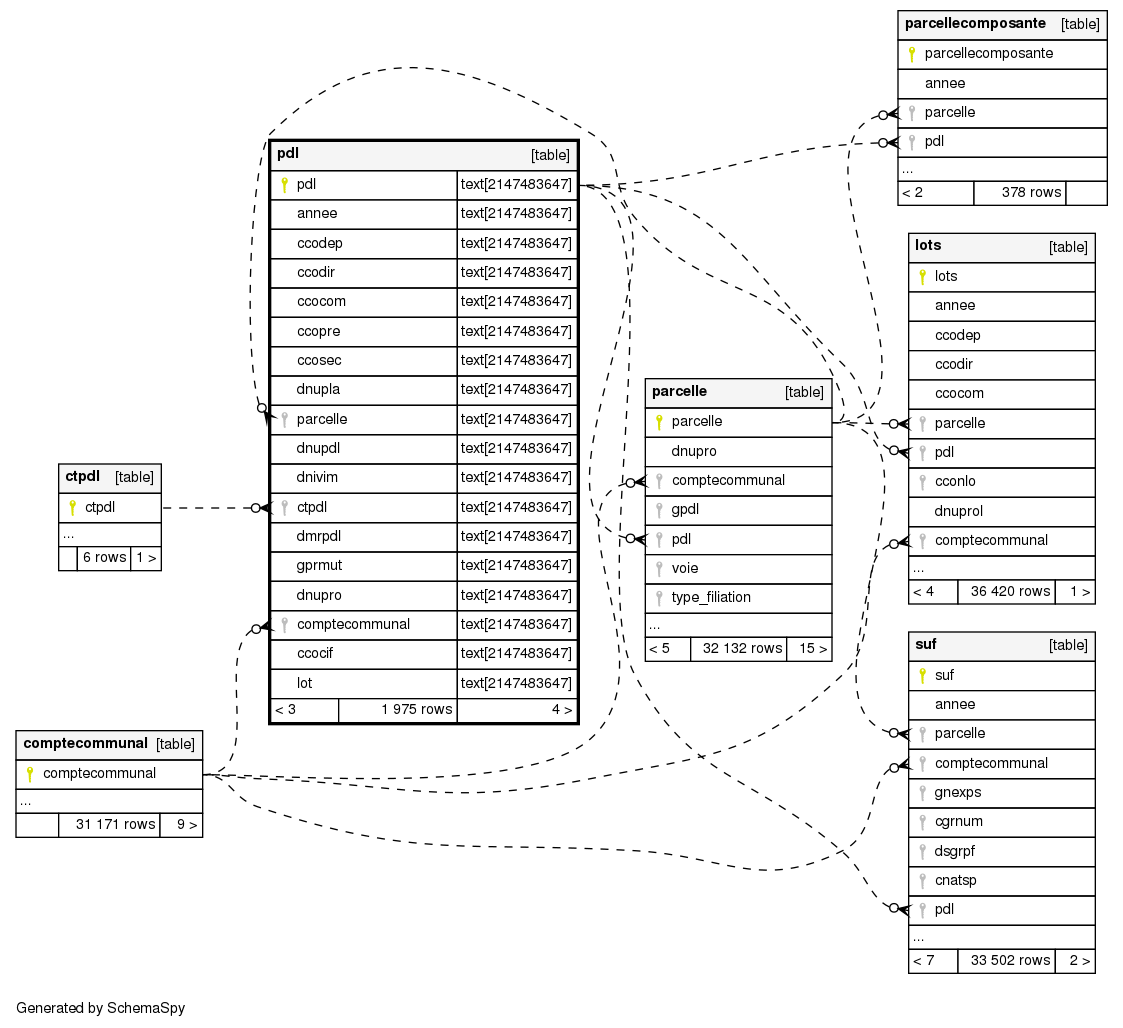 parcellecomposante [table]
parcellecomposante
annee
parcelle
pdl
...
< 2 378 rows
pdl [table]
pdl text[2147483647]
annee text[2147483647]
ccodep text[2147483647]
ccodir text[2147483647]
ccocom text[2147483647]
ccopre text[2147483647]
ccosec text[2147483647]
dnupla text[2147483647]
parcelle text[2147483647]
dnupdl text[2147483647]
dnivim text[2147483647]
ctpdl text[2147483647]
dmrpdl text[2147483647]
gprmut text[2147483647]
dnupro text[2147483647]
comptecommunal text[2147483647]
ccocif text[2147483647]
lot text[2147483647]
< 3 1 975 rows 4 >
lots [table]
lots
annee
ccodep
ccodir
ccocom
parcelle
pdl
cconlo
dnuprol
comptecommunal
...
< 4 36 420 rows 1 >
parcelle [table]
parcelle
dnupro
comptecommunal
gpdl
pdl
voie
type_filiation
...
< 5 32 132 rows 15 >
ctpdl [table]
ctpdl
...
6 rows 1 >
suf [table]
suf
annee
parcelle
comptecommunal
gnexps
cgrnum
dsgrpf
cnatsp
pdl
...
< 7 33 502 rows 2 >
comptecommunal [table]
comptecommunal
...
31 171 rows 9 >
Generated by SchemaSpy